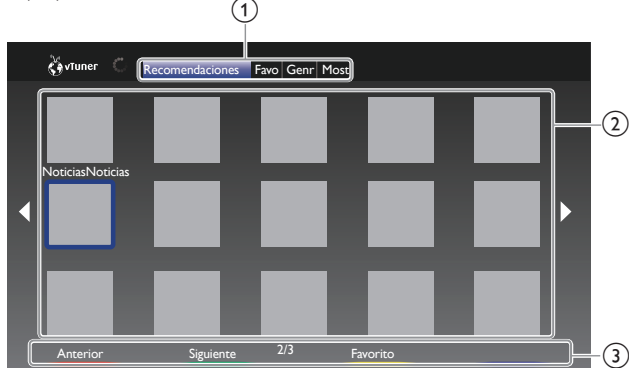 1
vTuner Recomendaciones Favo Genr Most
2
NoticiasNoticias
Anterior Siguiente 2/3 Favorito
3